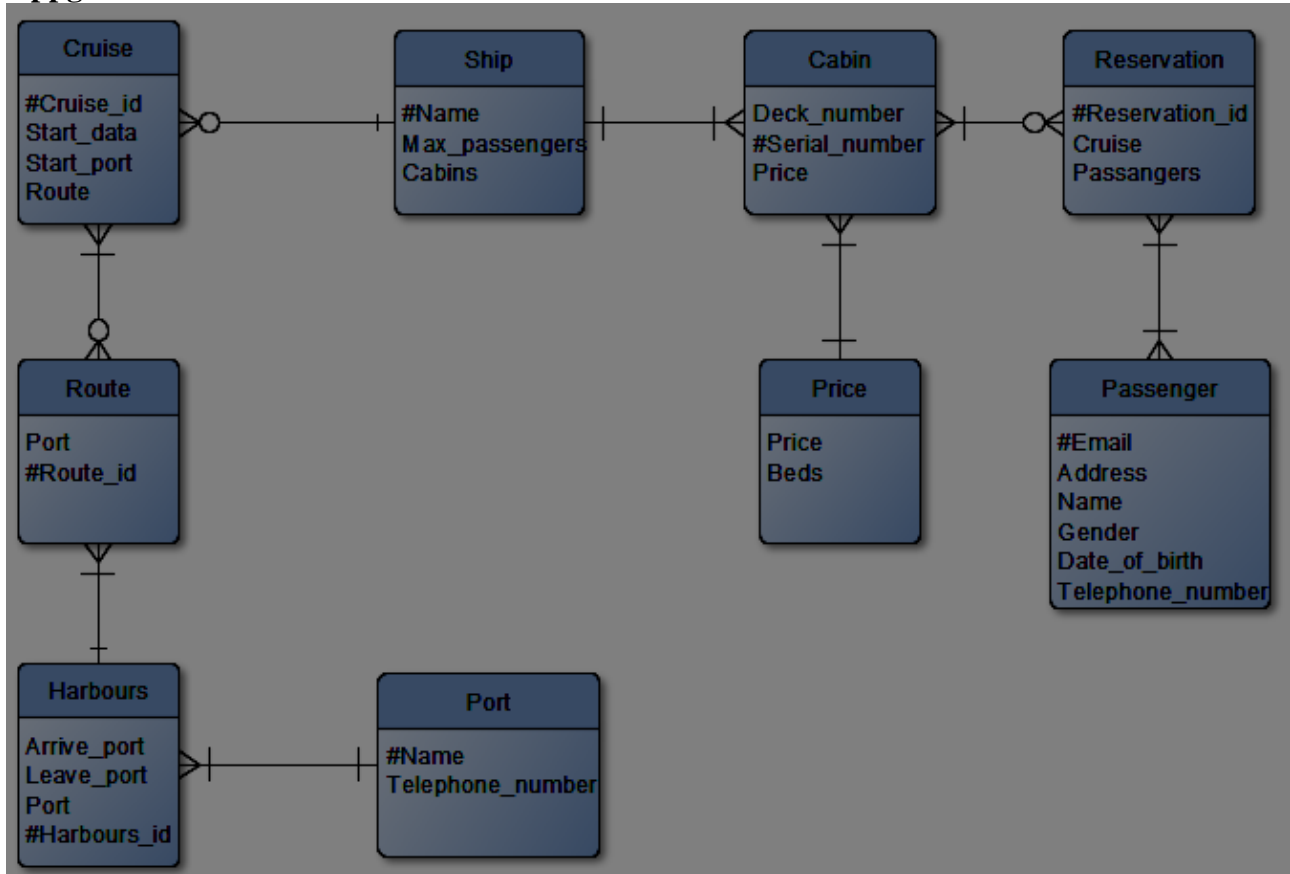 Cruise
#Cruise_id
Start_data
Start_port
Route
Ship
#Name
Max_passengers
Cabins
Cabin
Deck_number
#Serial_number
Price
Reservation
#Reservation_id
Cruise
Passangers
Route
Port
#Route_id
Price
Price
Beds
Passenger
#Email
Address
Name
Gender
Date_of_birth
Telephone_number
Harbours
Arrive_port
Leave_port
Port
#Harbours_id
Port
#Name
Telephone_number